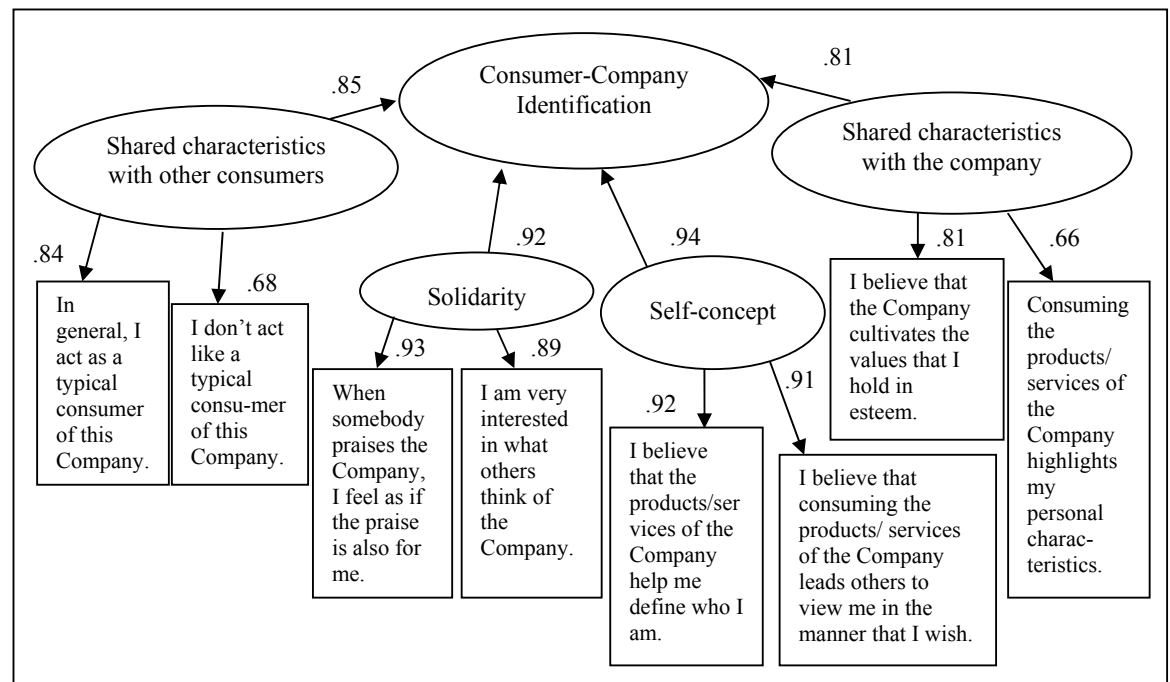 Consumer-Company
Identification
.85
.81
Shared characteristics
with other consumers
Shared characteristics
with the company
.92
.94
.84
.68
Solidarity
Self-concept
.81
.66
In
general, I
act as a
typical
consumer
of this
Company.
I don’t act
like a
typical
consu-mer
of this
Company.
.93
.89
When
somebody
praises the
Company,
I feel as if
the praise
is also for
me.
I am very
interested
in what
others
think of
the
Company.
.92
.91
I believe
that the
products/ser
vices of the
Company
help me
define who I
am.
I believe that
consuming the
products/ services
of the Company
leads others to
view me in the
manner that I wish.
I believe that
the Company
cultivates the
values that I
hold in
esteem.
Consuming
the
products/
services of
the
Company
highlights
my
personal
charac-
teristics.